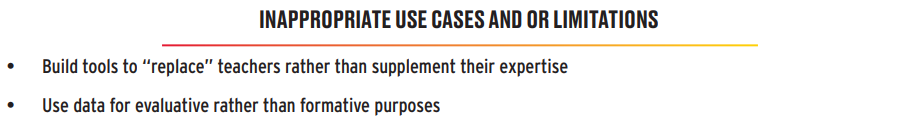 INAPPROPRIATE USE CASES AND OR LIMITATIONS
• Build tools to “replace” teachers rather than supplement their expertise
• Use data for evaluative rather than formative purposes